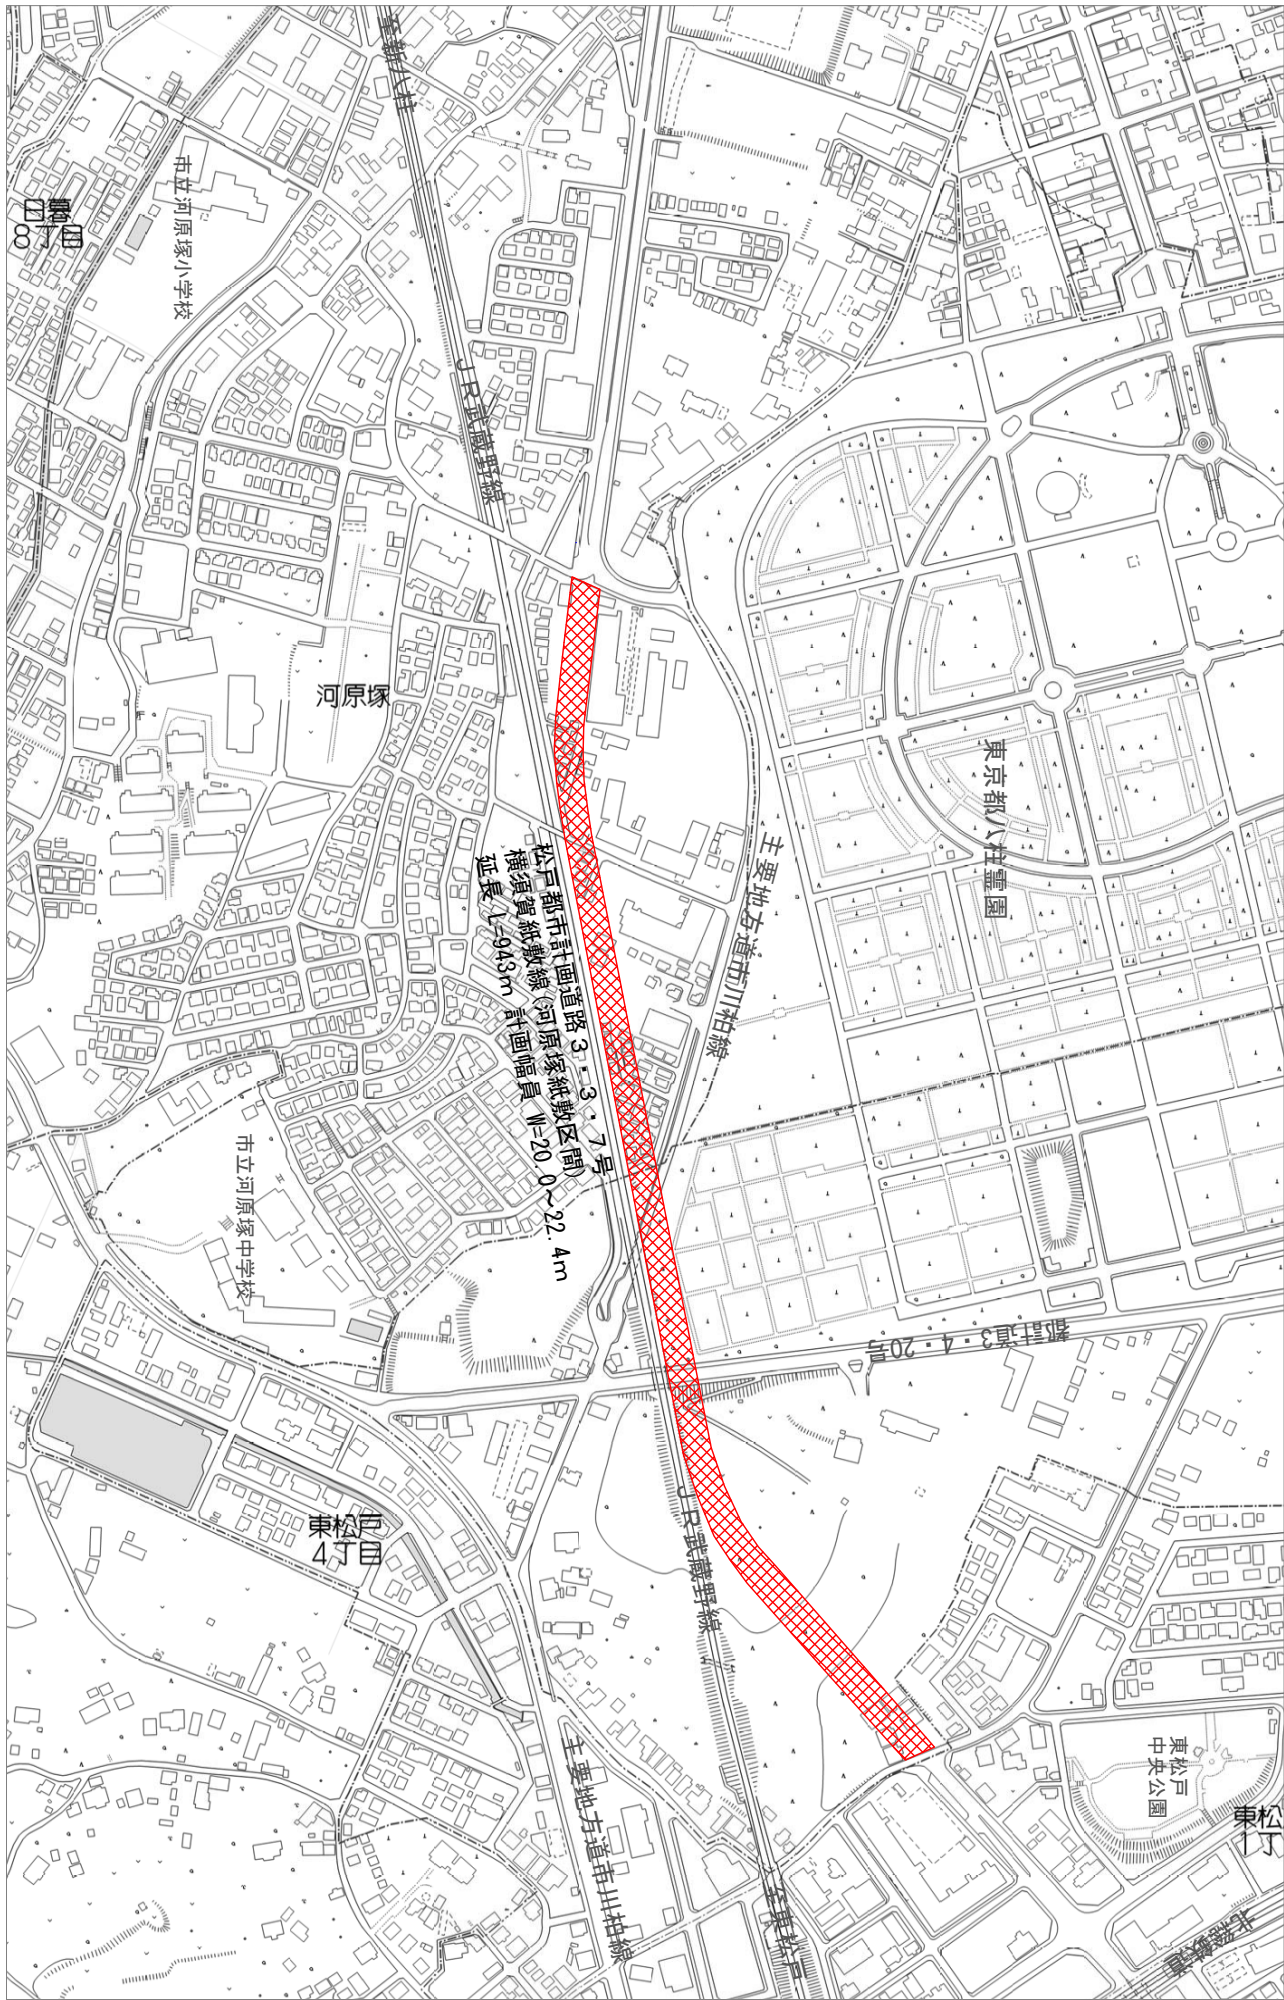 至新八柱
市立河原塚小学校
日暮
8丁目
JR武蔵野線
河原塚
東京都八柱霊園
主要地方道市川柏線
松戸都市計画道路3・3・7号
横須賀紙敷線(河原塚紙敷区間)
延長 L=943m 計画幅員 W=20.0～22.4m
市立河原塚中学校
都計道3・4・20号
JR武蔵野線
東松戸
4丁目
主要地方道市川柏線
至東松戸
東松戸
中央公園
東松
1丁
北総鉄道